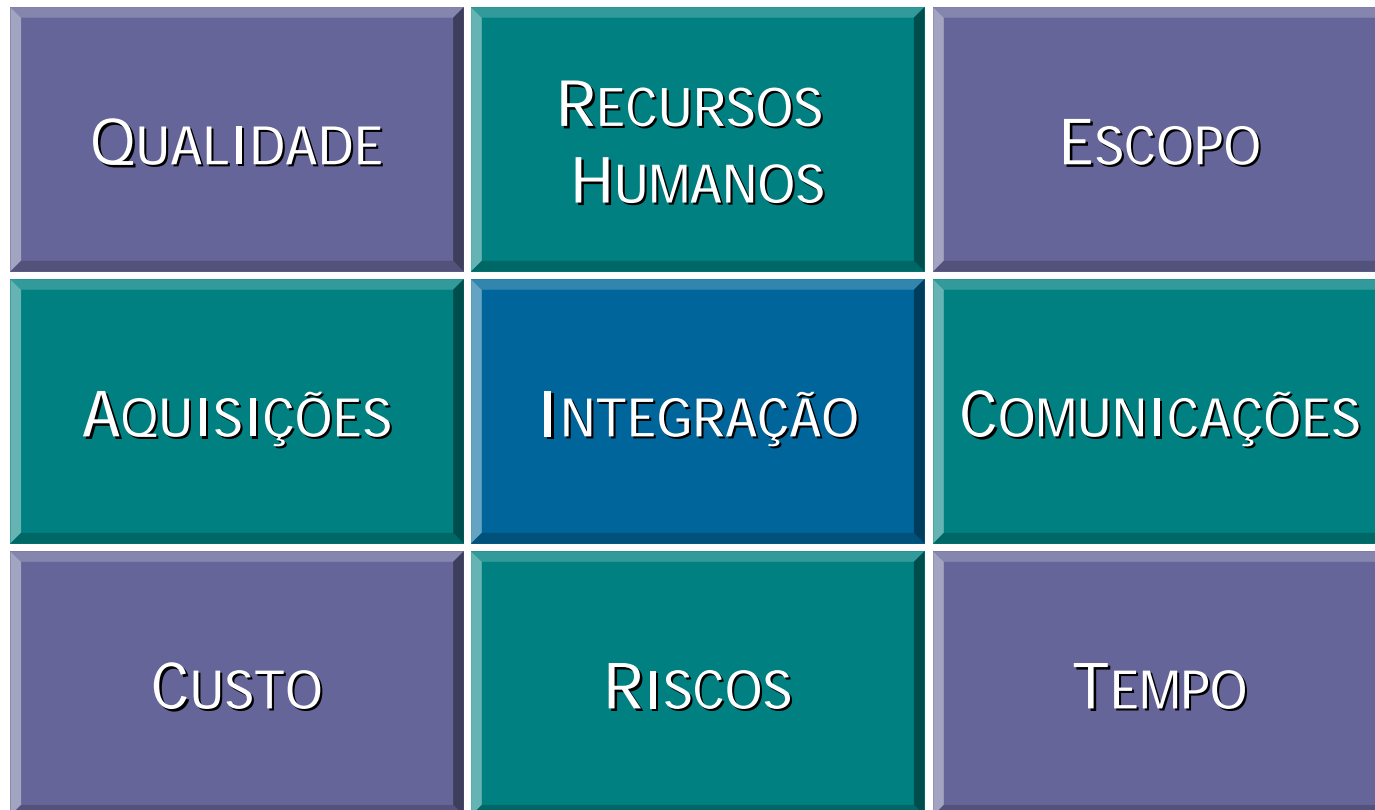 QUALIDADE
RECURSOS
HUMANOS
ESCOPO
AQUISIÇÕES
INTEGRAÇÃO
COMUNICAÇÕES
CUSTO
RISCOS
TEMPO